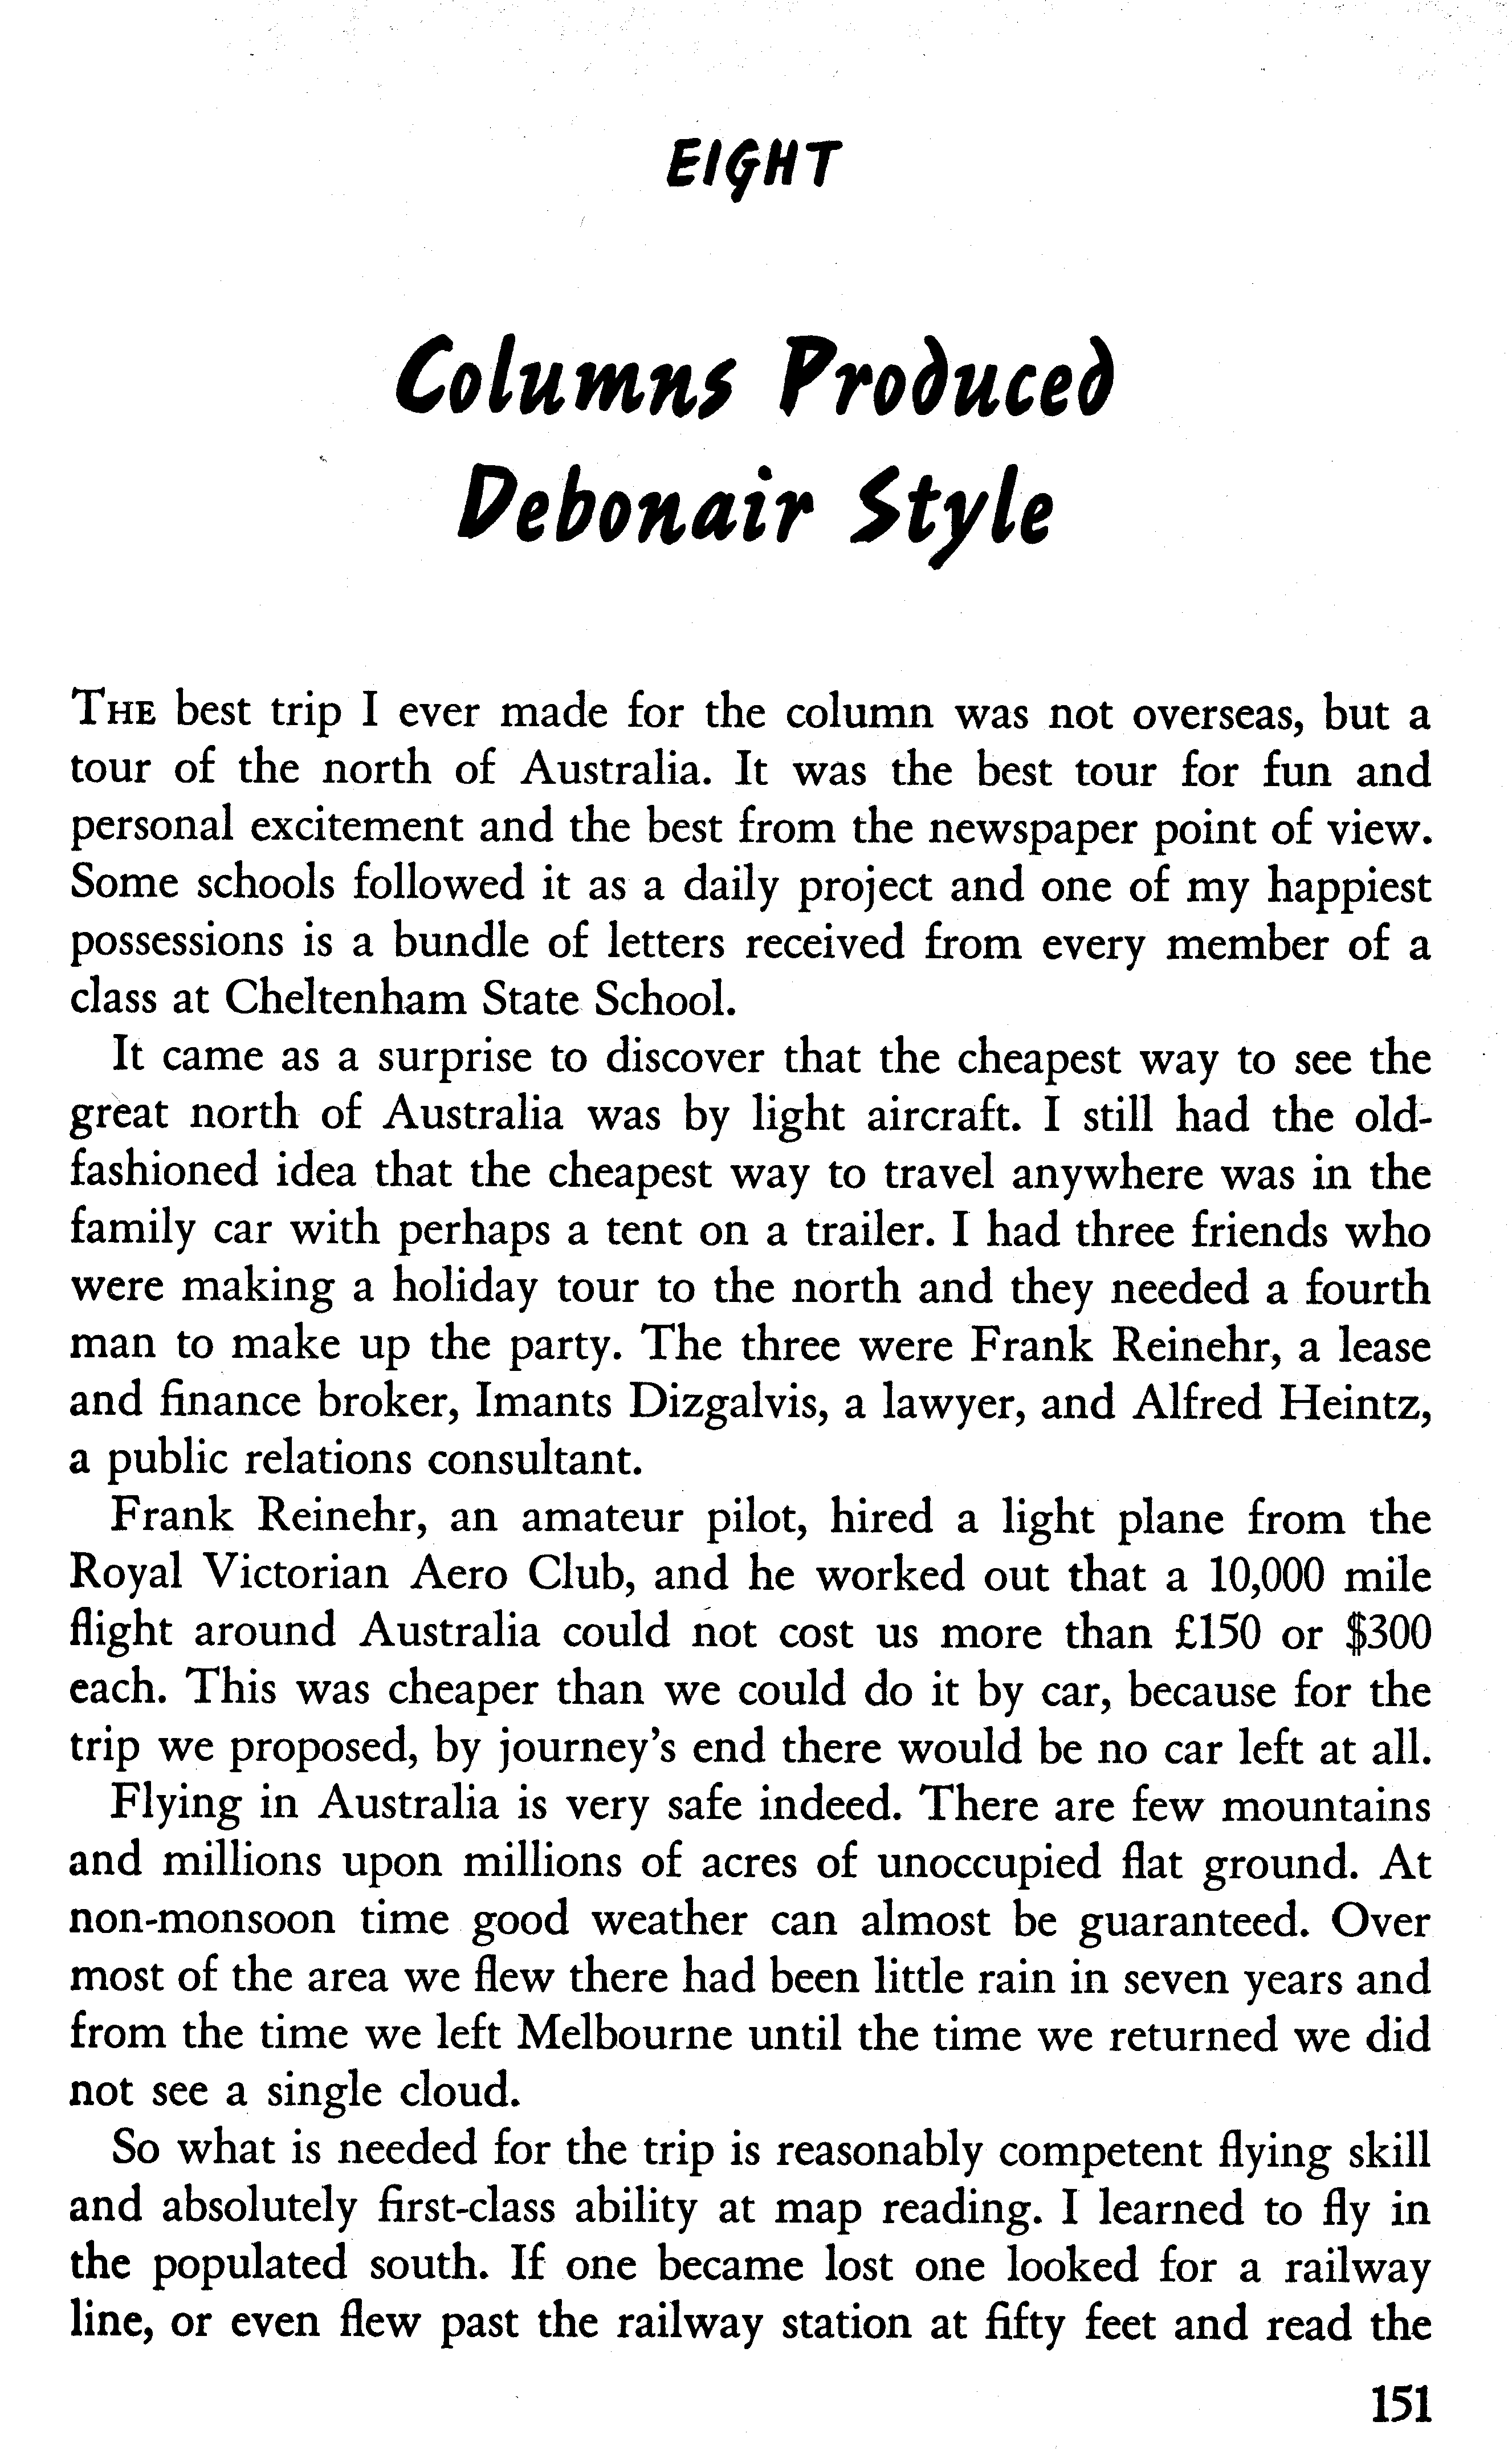 EIGHT
Columns Produced
Debonair Style
THE best trip I ever made for the column was not overseas, but a
tour of the north of Australia. It was the best tour for fun and
personal excitement and the best from the newspaper point of view.
Some schools followed it as a daily project and one of my happiest
possessions is a bundle of letters received from every member of a
class at Cheltenham State School.
It came as a surprise to discover that the cheapest way to see the
great north of Australia was by light aircraft. I still had the old-
fashioned idea that the cheapest way to travel anywhere was in the
family car with perhaps a tent on a trailer. I had three friends who
were making a holiday tour to the north and they needed a fourth
man to make up the party. The three were Frank Reinehr, a lease
and finance broker, Imants Dizgalvis, a lawyer, and Alfred Heintz,
a public relations consultant.
Frank Reinehr, an amateur pilot, hired a light plane from the
Royal Victorian Aero Club, and he worked out that a 10,000 mile
flight around Australia could not cost us more than £150 or $300
each. This was cheaper than we could do it by car, because for the
trip we proposed, by journey's end there would be no car left at all.
Flying in Australia is very safe indeed. There are few mountains
and millions upon millions of acres of unoccupied flat ground. At
non-monsoon time good weather can almost be guaranteed. Over
most of the area we flew there had been little rain in seven years and
from the time we left Melbourne until the time we returned we did
not see a single cloud.
So what is needed for the trip is reasonably competent flying skill
and absolutely first-class ability at map reading. I learned to fly in
the populated south. If one became lost one looked for a railway
line, or even flew past the railway station at fifty feet and read the
151